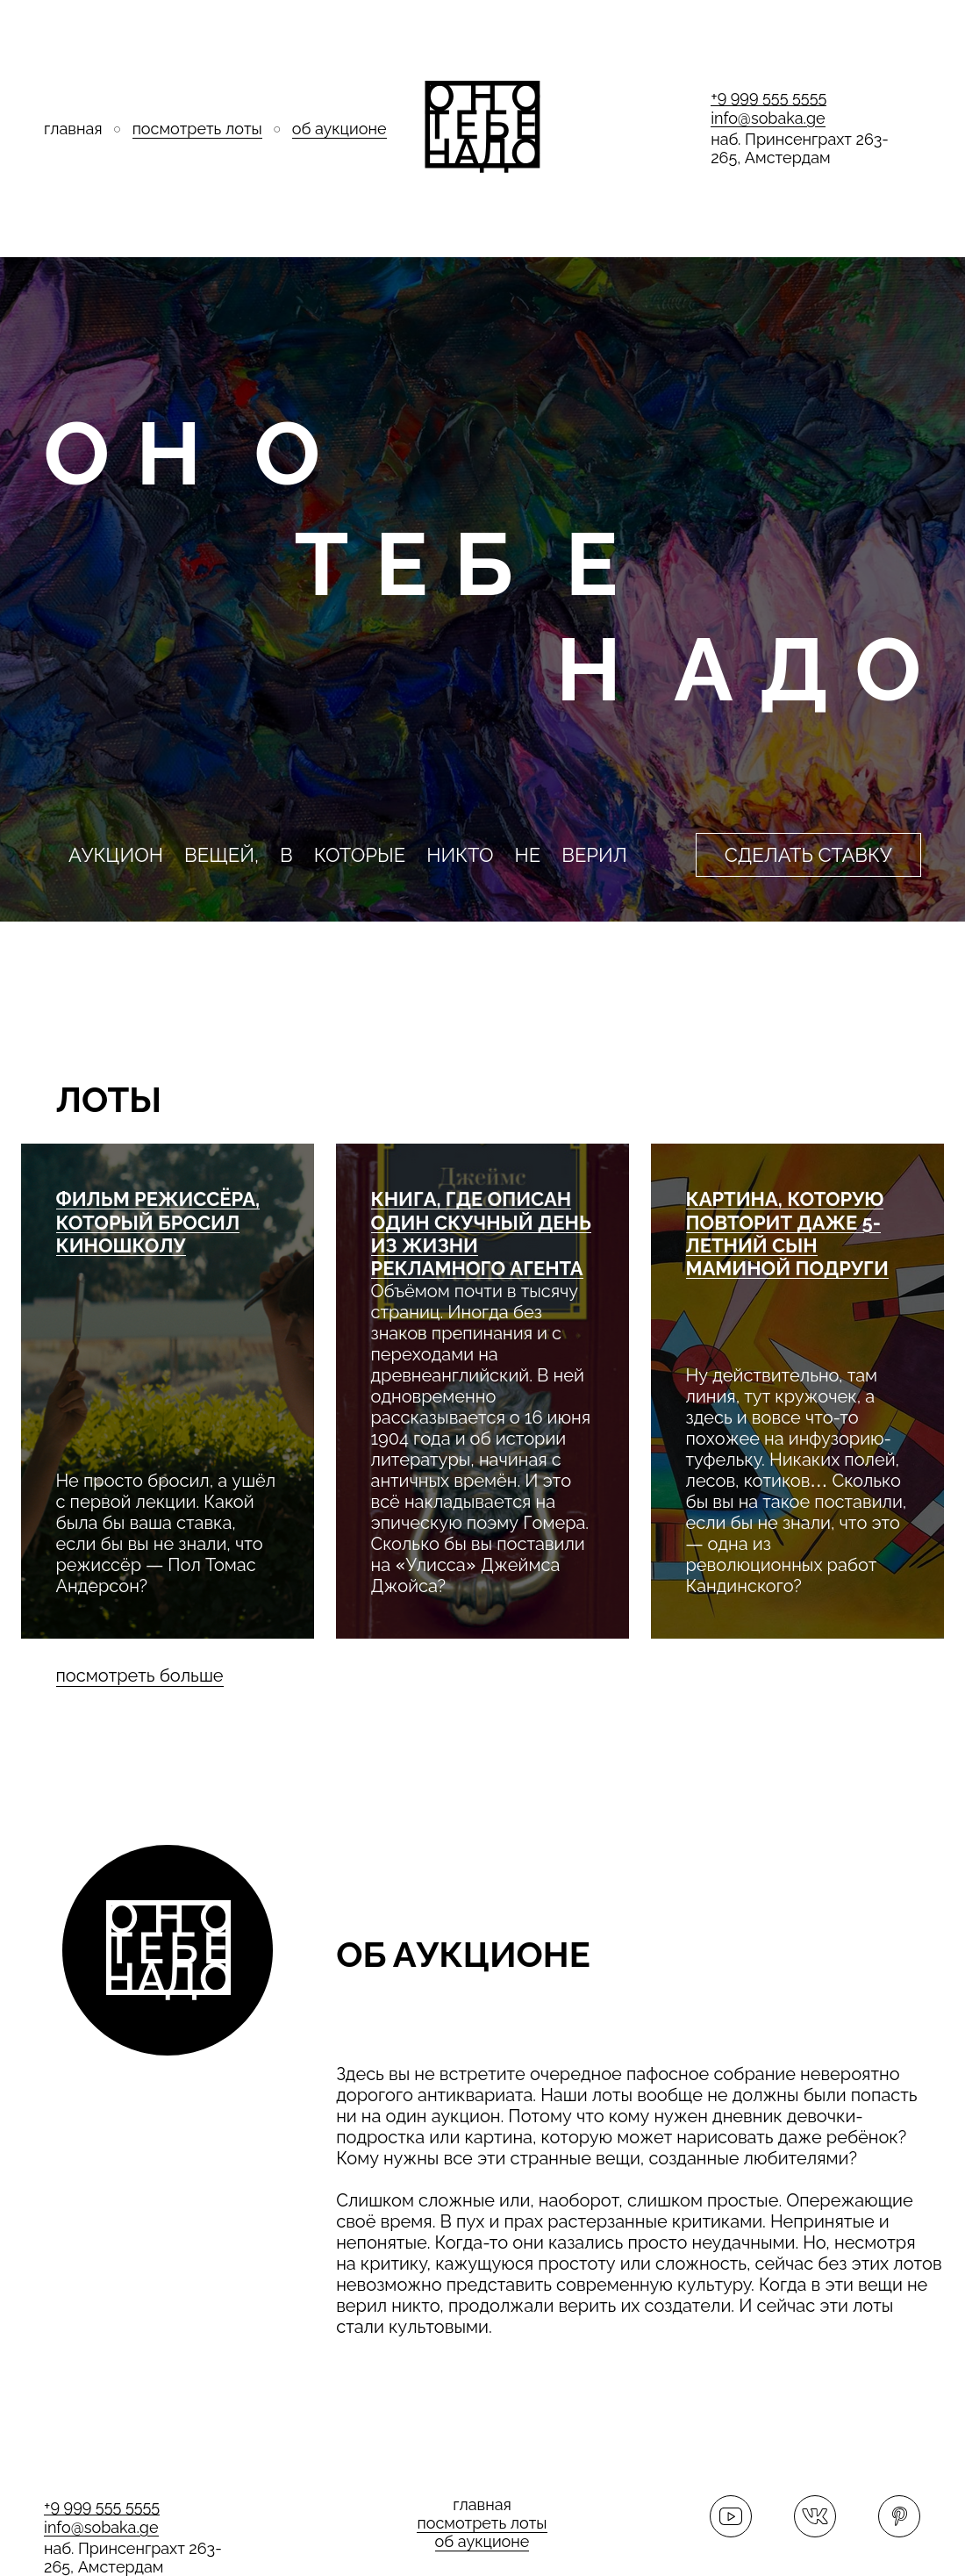 главная ○ посмотреть лоты ○ об аукционе
ОНО
ТЕБЕ
НАДО
+9 999 555 5555
info@sobaka.ge
наб. Принсенграхт 263-
265, Амстердам
ОНО
ТЕБЕ
НАДО
АУКЦИОН ВЕЩЕЙ, В КОТОРЫЕ НИКТО НЕ ВЕРИЛ
СДЕЛАТЬ СТАВКУ
ЛОТЫ
ФИЛЬМ РЕЖИССЁРА,
КОТОРЫЙ БРОСИЛ
КИНОШКОЛУ
Не просто бросил, а ушёл
с первой лекции. Какой
была бы ваша ставка,
если бы вы не знали, что
режиссёр — Пол Томас
Андерсон?
Джеймс
КНИГА, ГДЕ ОПИСАН
ОДИН СКУЧНЫЙ ДЕНЬ
ИЗ ЖИЗНИ
РЕКЛАМНОГО АГЕНТА
Объёмом почти в тысячу
страниц. Иногда без
знаков препинания и с
переходами на
древнеанглийский. В ней
одновременно
рассказывается о 16 июня
1904 года и об истории
литературы, начиная с
античных времён. И это
всё накладывается на
эпическую поэму Гомера.
Сколько бы вы поставили
на «Улисса» Джеймса
Джойса?
КАРТИНА, КОТОРУЮ
ПОВТОРИТ ДАЖЕ 5-
ЛЕТНИЙ СЫН
МАМИНОЙ ПОДРУГИ
Ну действительно, там
линия, тут кружочек, а
здесь и вовсе что-то
похожее на инфузорию-
туфельку. Никаких полей,
лесов, котиков… Сколько
бы вы на такое поставили,
если бы не знали, что это
— одна из
революционных работ
Кандинского?
посмотреть больше
ОНО
ТЕБЕ
НАДО
ОБ АУКЦИОНЕ
Здесь вы не встретите очередное пафосное собрание невероятно
дорогого антиквариата. Наши лоты вообще не должны были попасть
ни на один аукцион. Потому что кому нужен дневник девочки-
подростка или картина, которую может нарисовать даже ребёнок?
Кому нужны все эти странные вещи, созданные любителями?
Слишком сложные или, наоборот, слишком простые. Опережающие
своё время. В пух и прах растерзанные критиками. Непринятые и
непонятые. Когда-то они казались просто неудачными. Но, несмотря
на критику, кажущуюся простоту или сложность, сейчас без этих лотов
невозможно представить современную культуру. Когда в эти вещи не
верил никто, продолжали верить их создатели. И сейчас эти лоты
стали культовыми.
+9 999 555 5555
info@sobaka.ge
наб. Принсенграхт 263-
265, Амстердам
главная
посмотреть лоты
об аукционе